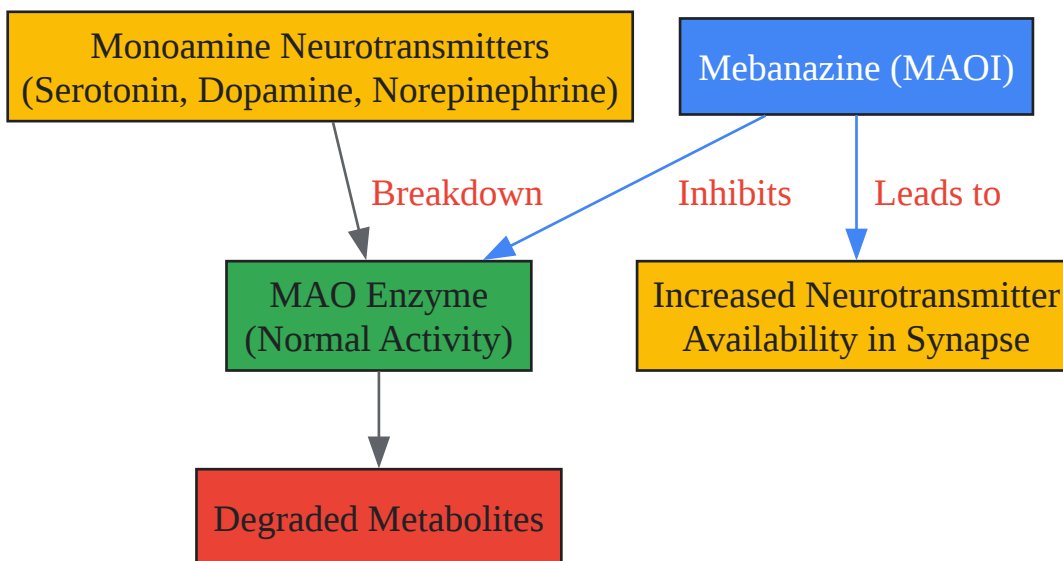 Monoamine Neurotransmitters
(Serotonin, Dopamine, Norepinephrine)
Mebanazine (MAOI)
Breakdown
Inhibits
Leads to
MAO Enzyme
(Normal Activity)
Increased Neurotransmitter
Availability in Synapse
Degraded Metabolites